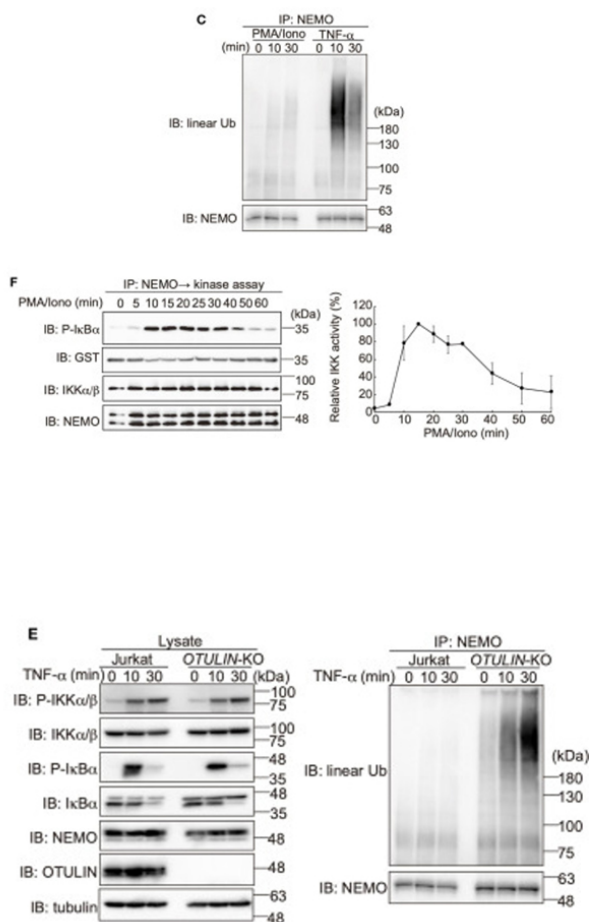 C
IP: NEMO
PMA/Iono TNF-α
(min) 0 10 30 0 10 30
IB: linear Ub
(kDa)
180
130
100
75
IB: NEMO
63
48
F
IP: NEMO→ kinase assay
PMA/Iono (min) 0 5 10 15 20 25 30 40 50 60
(kDa)
IB: P-IκBα
35
IB: GST
35
IB: IKKα/β
100
75
IB: NEMO
48
Relative IKK activity (%)
120
100
80
60
40
20
0
0 10 20 30 40 50 60
PMA/Iono (min)
E
Lysate
Jurkat OTULIN-KO
TNF-α (min) 0 10 30 0 10 30 (kDa)
IB: P-IKKα/β
100
75
IB: IKKα/β
100
75
IB: P-IκBα
48
35
IB: IκBα
48
35
IB: NEMO
48
IB: OTULIN
48
IB: tubulin
63
48
IP: NEMO
Jurkat OTULIN-KO
TNF-α (min) 0 10 30 0 10 30
IB: linear Ub
(kDa)
180
130
100
75
IB: NEMO
63
48